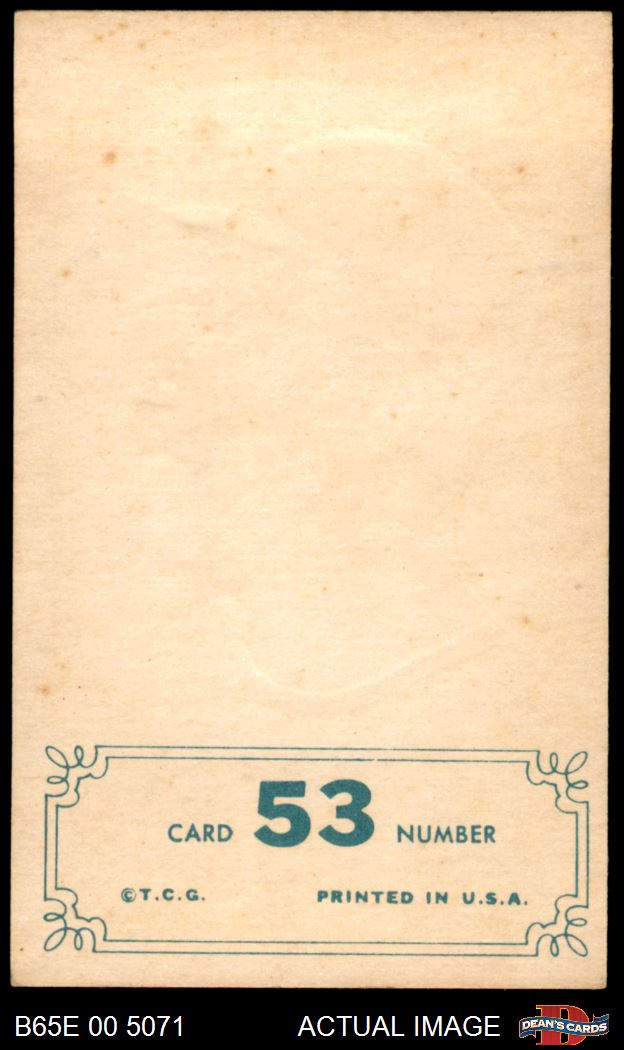 CARD 53 NUMBER
©T.C.G. PRINTED IN U.S.A.
B65E 00 5071 ACTUAL IMAGE DEAN'S CARDS